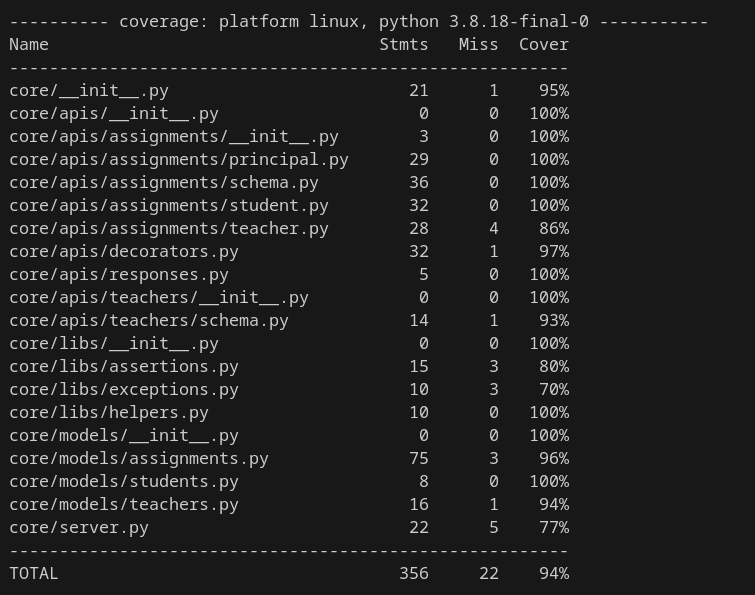 ---------- coverage: platform linux, python 3.8.18-final-0 -----------
Name                                 Stmts   Miss  Cover
--------------------------------------------------------
core/__init__.py                        21      1    95%
core/apis/__init__.py                    0      0   100%
core/apis/assignments/__init__.py        3      0   100%
core/apis/assignments/principal.py      29      0   100%
core/apis/assignments/schema.py         36      0   100%
core/apis/assignments/student.py        32      0   100%
core/apis/assignments/teacher.py        28      4    86%
core/apis/decorators.py                 32      1    97%
core/apis/responses.py                   5      0   100%
core/apis/teachers/__init__.py           0      0   100%
core/apis/teachers/schema.py            14      1    93%
core/libs/__init__.py                    0      0   100%
core/libs/assertions.py                 15      3    80%
core/libs/exceptions.py                 10      3    70%
core/libs/helpers.py                    10      0   100%
core/models/__init__.py                  0      0   100%
core/models/assignments.py              75      3    96%
core/models/students.py                  8      0   100%
core/models/teachers.py                 16      1    94%
core/server.py                          22      5    77%
--------------------------------------------------------
TOTAL                                  356     22    94%